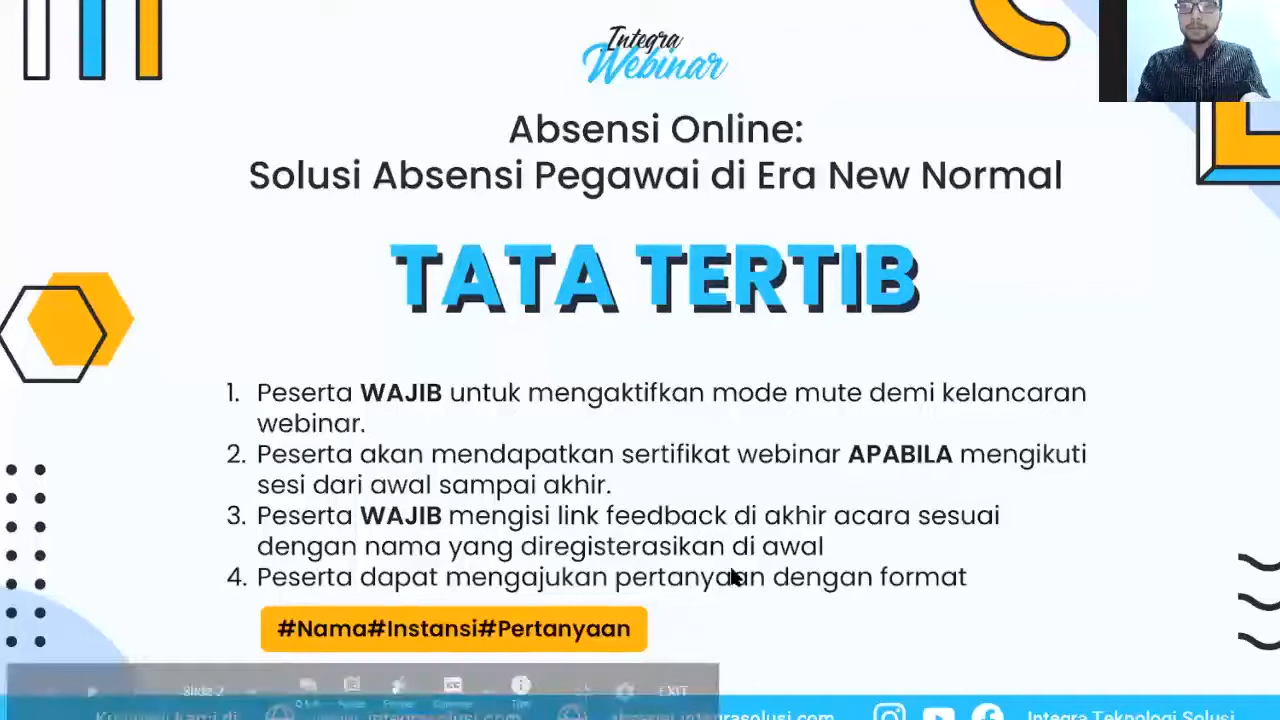 Integra
Webinar
Absensi Online:
Solusi Absensi Pegawai di Era New Normal
TATA TERTIB
1. Peserta WAJIB untuk mengaktifkan mode mute demi kelancaran
webinar.
2. Peserta akan mendapatkan sertifikat webinar APABILA mengikuti
sesi dari awal sampai akhir.
3. Peserta WAJIB mengisi link feedback di akhir acara sesuai
dengan nama yang diregisterasikan di awal
4. Peserta dapat mengajukan pertanyaan dengan format
#Nama#Instansi#Pertanyaan
Slide 2
EXIT
Integra Teknologi Solusi